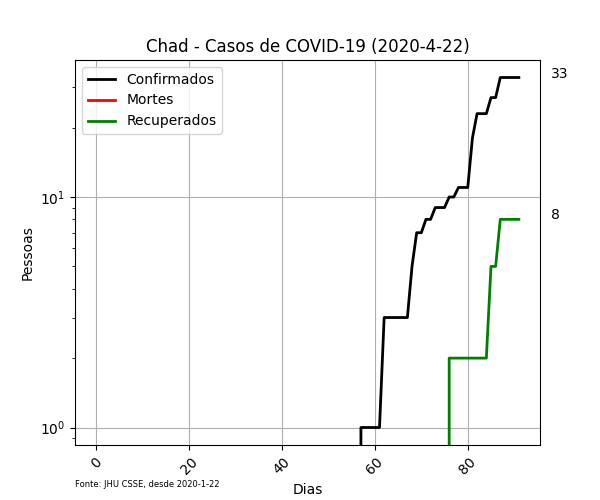 Chad - Casos de COVID-19 (2020-4-22)
Confirmados
Mortes
Recuperados
33
8
10¹
10⁰
Pessoas
0
20
40
60
80
Dias
Fonte: JHU CSSE, desde 2020-1-22